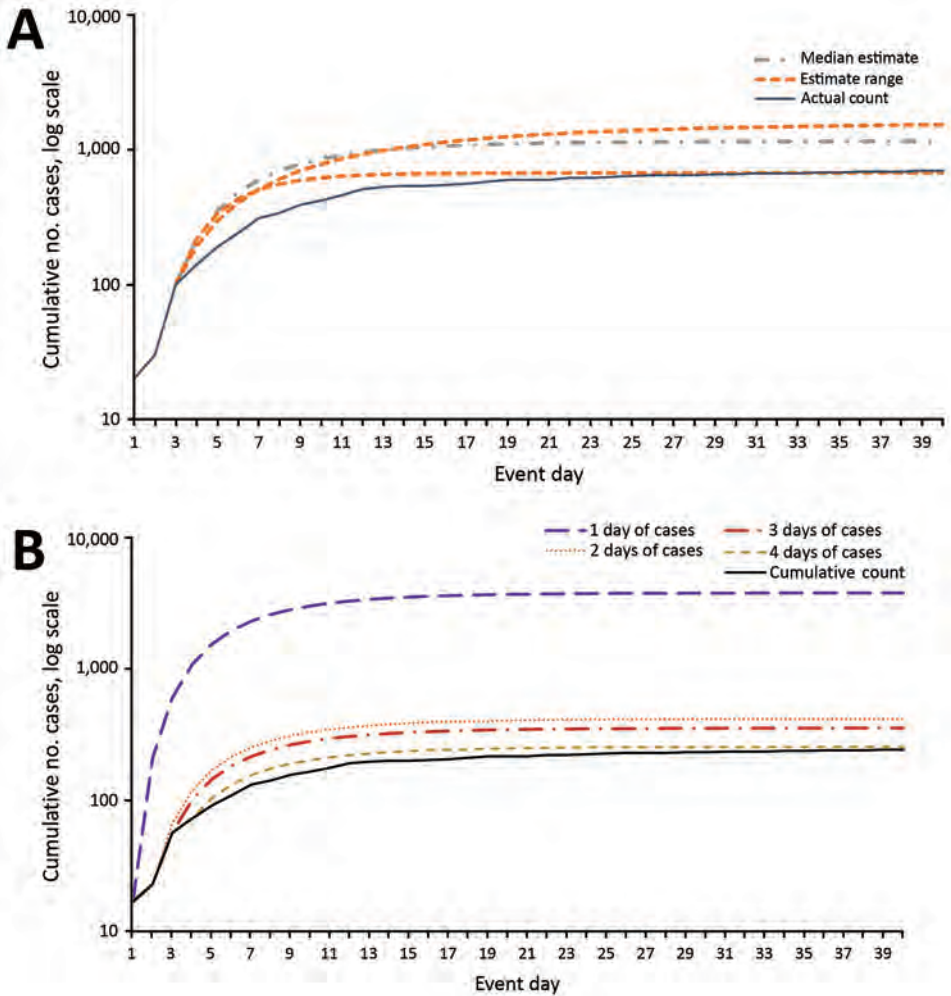 A
Cumulative no. cases, log scale
10,000
1,000
100
10
Median estimate
Estimate range
Actual count
1 3 5 7 9 11 13 15 17 19 21 23 25 27 29 31 33 35 37 39
Event day
B
Cumulative no. cases, log scale
10,000
1,000
100
10
1 day of cases 3 days of cases
2 days of cases 4 days of cases
Cumulative count
1 3 5 7 9 11 13 15 17 19 21 23 25 27 29 31 33 35 37 39
Event day